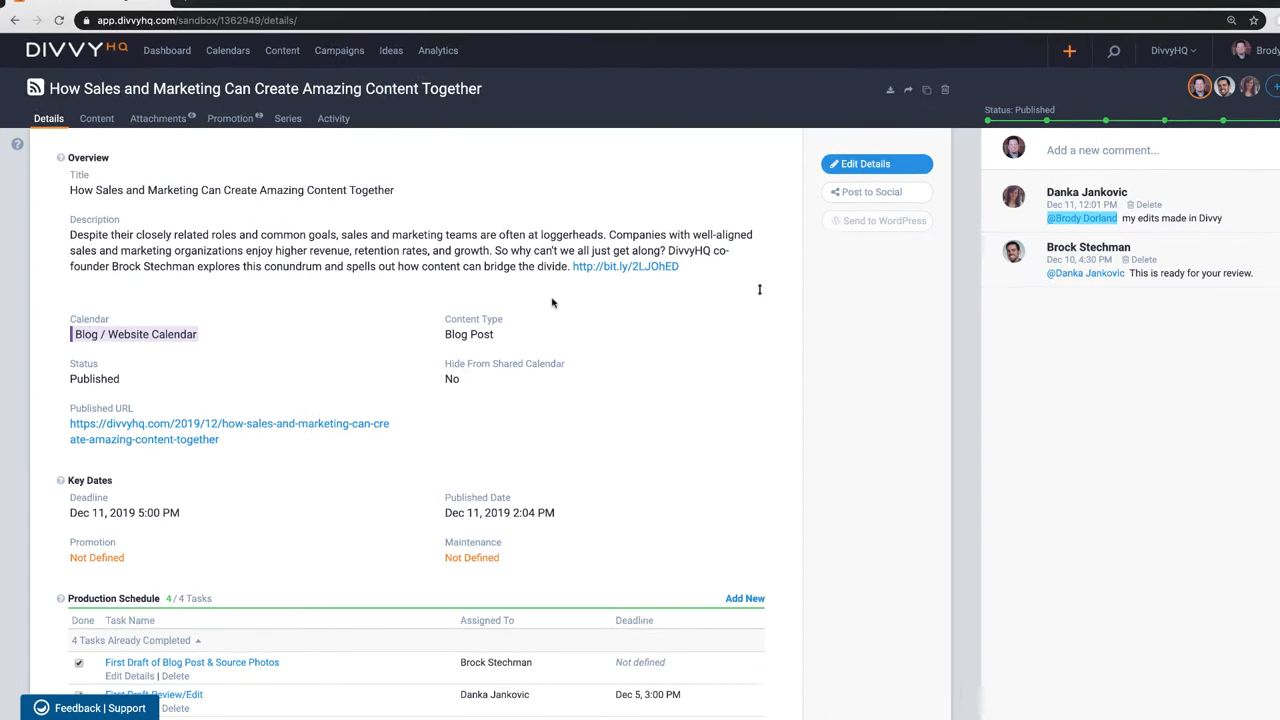 app.divvyhq.com/sandbox/1362949/details/
DIVVYHQ Dashboard Calendars Content Campaigns Ideas Analytics DivvyHQ Brody
How Sales and Marketing Can Create Amazing Content Together
Status: Published
Details Content Attachments Promotion Series Activity
Overview
Title
How Sales and Marketing Can Create Amazing Content Together
Description
Despite their closely related roles and common goals, sales and marketing teams are often at loggerheads. Companies with well-aligned
sales and marketing organizations enjoy higher revenue, retention rates, and growth. So why can't we all just get along? DivvyHQ co-
founder Brock Stechman explores this conundrum and spells out how content can bridge the divide. http://bit.ly/2LJOhED
Calendar
Blog / Website Calendar
Content Type
Blog Post
Status
Published
Hide From Shared Calendar
No
Published URL
https://divvyhq.com/2019/12/how-sales-and-marketing-can-cre
ate-amazing-content-together
Key Dates
Deadline
Dec 11, 2019 5:00 PM
Published Date
Dec 11, 2019 2:04 PM
Promotion
Not Defined
Maintenance
Not Defined
Production Schedule 4 / 4 Tasks Add New
Done Task Name Assigned To Deadline
4 Tasks Already Completed
First Draft of Blog Post & Source Photos Brock Stechman Not defined
Edit Details | Delete
First Draft Review/Edit Danka Jankovic Dec 5, 3:00 PM
Delete
Feedback | Support
Edit Details
Post to Social
Send to WordPress
Add a new comment...
Danka Jankovic
Dec 11, 12:01 PM Delete
@Brody Dorland my edits made in Divvy
Brock Stechman
Dec 10, 4:30 PM Delete
@Danka Jankovic This is ready for your review.